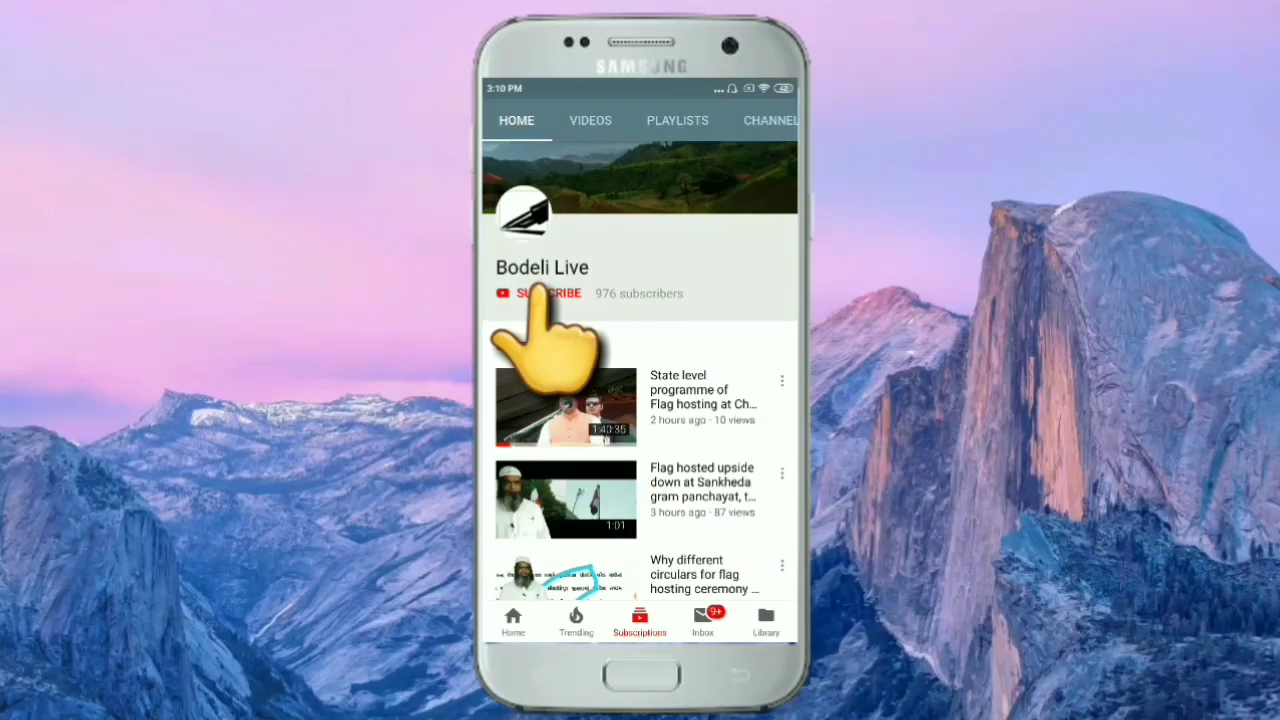 SAMSUNG
3:10 PM
HOME VIDEOS PLAYLISTS CHANNEL
Bodeli Live
SUBSCRIBE 976 subscribers
State level
programme of
Flag hosting at Ch...
2 hours ago · 10 views
1:40:35
Flag hosted upside
down at Sankheda
gram panchayat, t...
3 hours ago · 87 views
1:01
Why different
circulars for flag
hosting ceremony ...
Home Trending Subscriptions Inbox 9+ Library